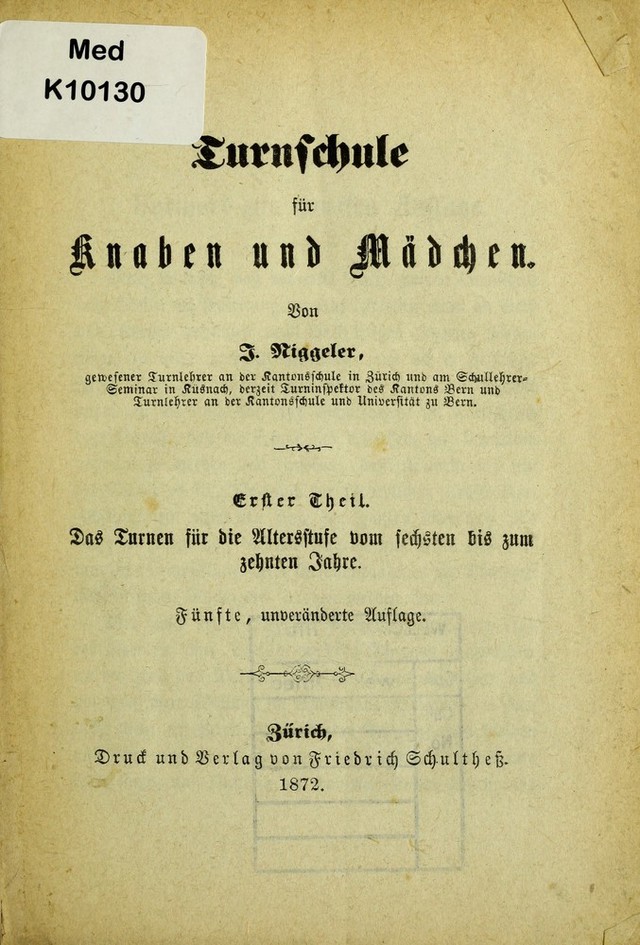 Med
K10130
Turnschule
für
Knaben und Mädchen.
Von
J. Niggeler,
gewesener Turnlehrer an der Kantonsschule in Zürich und am Schullehrer-
Seminar in Küsnach, derzeit Turninspektor des Kantons Bern und
Turnlehrer an der Kantonsschule und Universität zu Bern.
Erster Theil.
Das Turnen für die Altersstufe vom sechsten bis zum
zehnten Jahre.
Fünfte, unveränderte Auflage.
Zürich,
Druck und Verlag von Friedrich Schultheß.
1872.